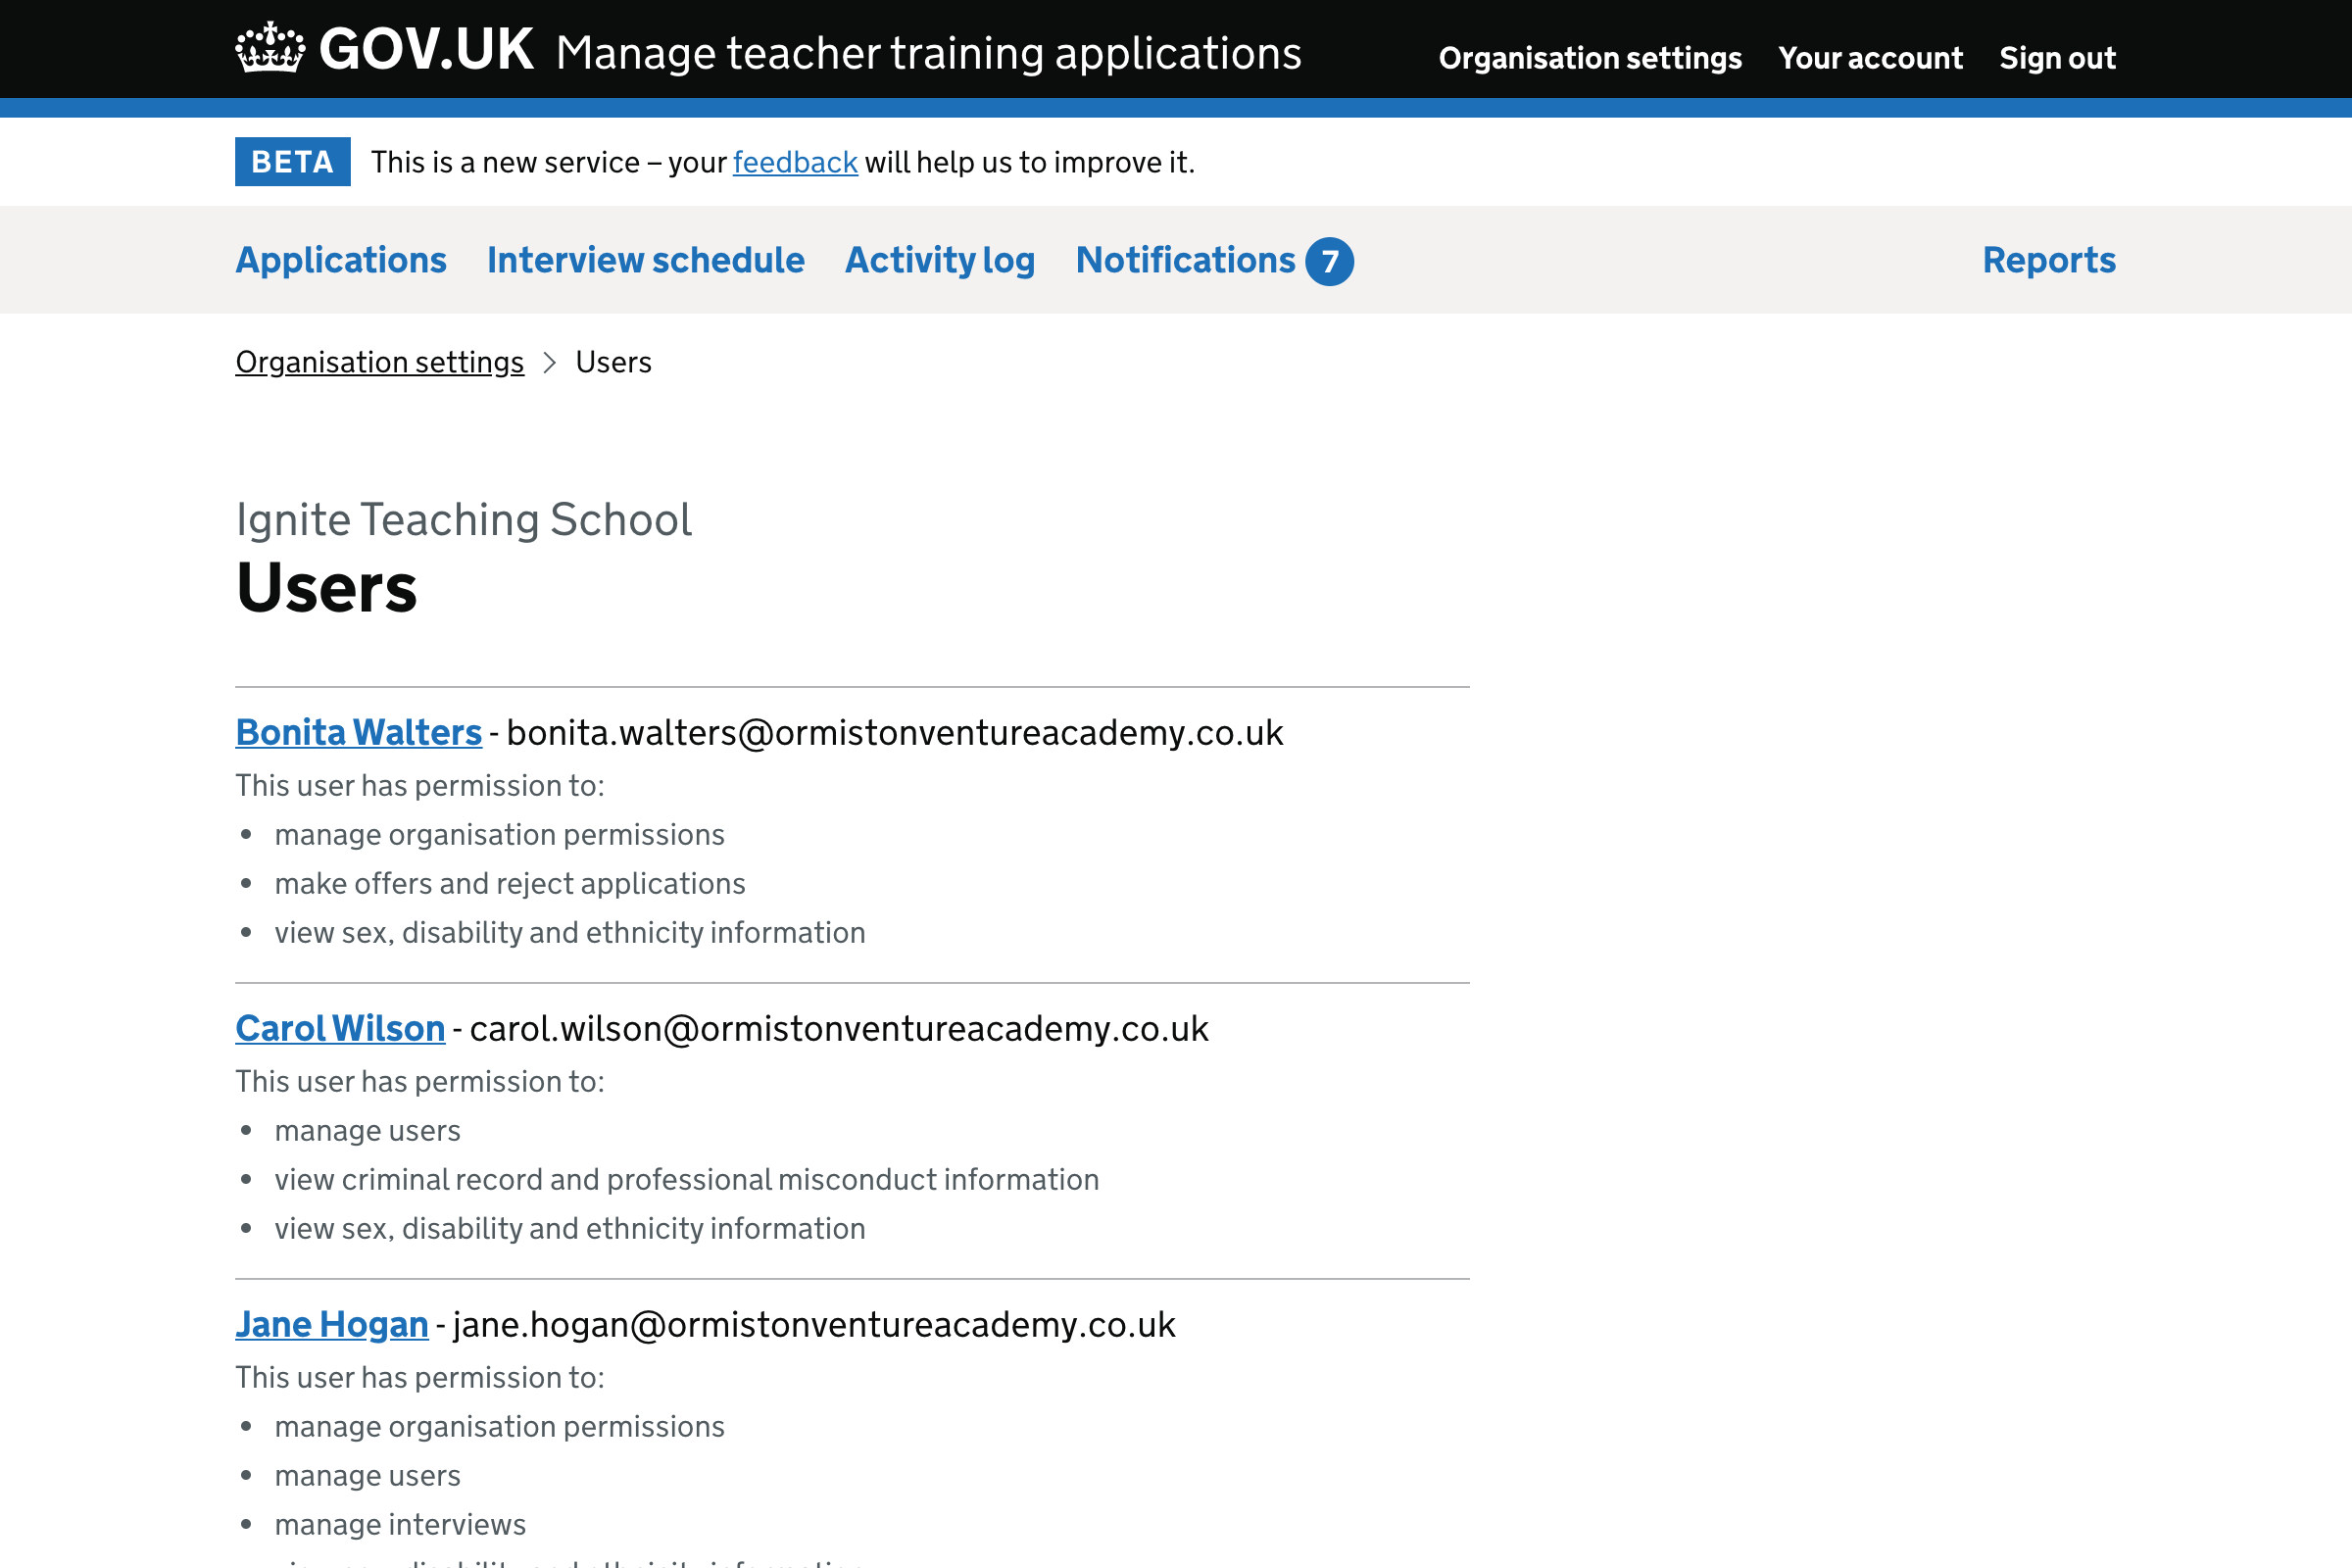 GOV.UK Manage teacher training applications Organisation settings Your account Sign out
BETA This is a new service – your feedback will help us to improve it.
Applications Interview schedule Activity log Notifications 7 Reports
Organisation settings > Users
Ignite Teaching School
Users
Bonita Walters - bonita.walters@ormistonventureacademy.co.uk
This user has permission to:
• manage organisation permissions
• make offers and reject applications
• view sex, disability and ethnicity information
Carol Wilson - carol.wilson@ormistonventureacademy.co.uk
This user has permission to:
• manage users
• view criminal record and professional misconduct information
• view sex, disability and ethnicity information
Jane Hogan - jane.hogan@ormistonventureacademy.co.uk
This user has permission to:
• manage organisation permissions
• manage users
• manage interviews